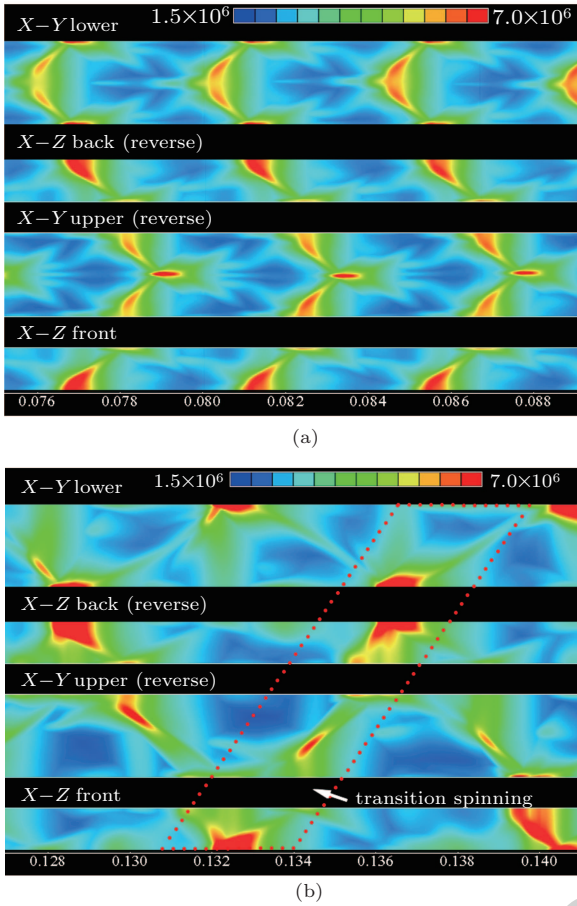 1.5×10⁶ 7.0×10⁶
X−Y lower
X−Z back (reverse)
X−Y upper (reverse)
X−Z front
0.076 0.078 0.080 0.082 0.084 0.086 0.088
(a)
1.5×10⁶ 7.0×10⁶
X−Y lower
X−Z back (reverse)
X−Y upper (reverse)
X−Z front
transition spinning
0.128 0.130 0.132 0.134 0.136 0.138 0.140
(b)